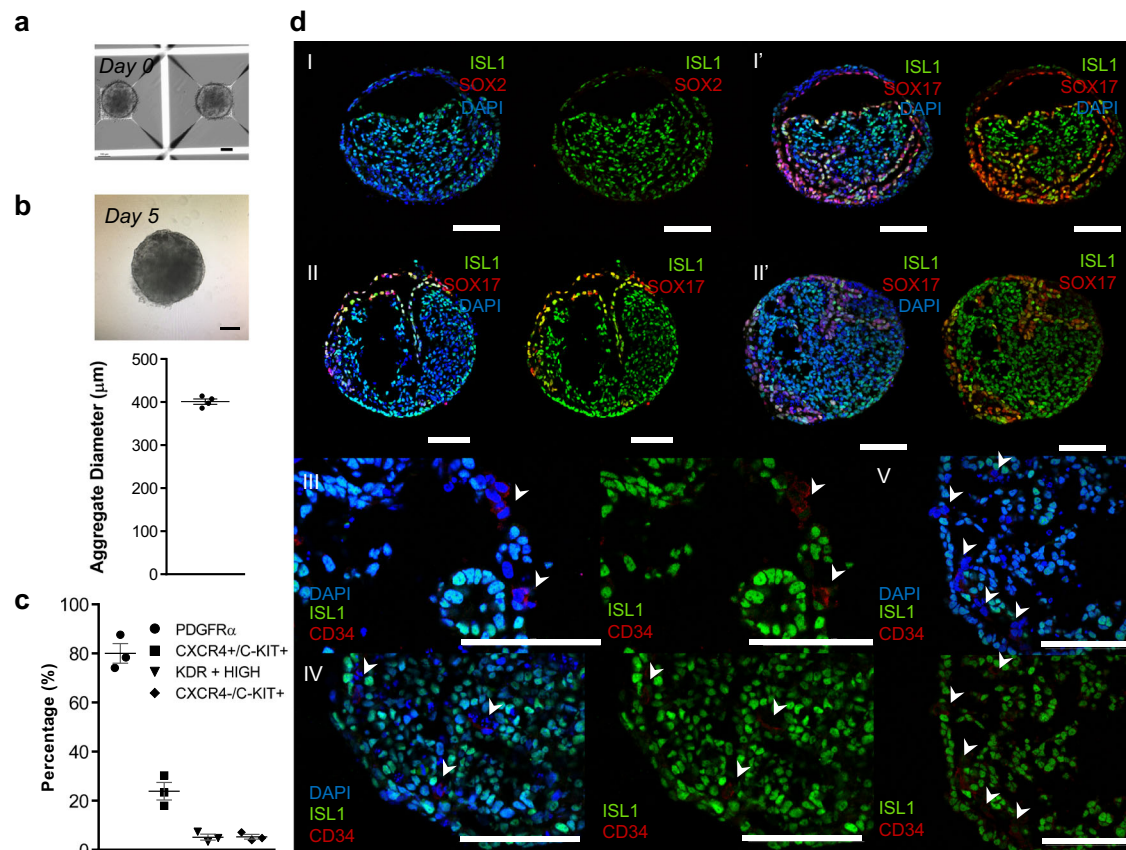 a
Day 0
b
Day 5
500
400
300
200
100
0
Aggregate Diameter (μm)
c
100
80
60
40
20
0
Percentage (%)
PDGFRα
CXCR4+/C-KIT+
KDR + HIGH
CXCR4-/C-KIT+
d
I
ISL1
SOX2
DAPI
ISL1
SOX2
I'
ISL1
SOX17
DAPI
ISL1
SOX17
II
ISL1
SOX17
DAPI
ISL1
SOX17
II'
ISL1
SOX17
DAPI
ISL1
SOX17
III
DAPI
ISL1
CD34
ISL1
CD34
V
DAPI
ISL1
CD34
IV
DAPI
ISL1
CD34
ISL1
CD34
ISL1
CD34